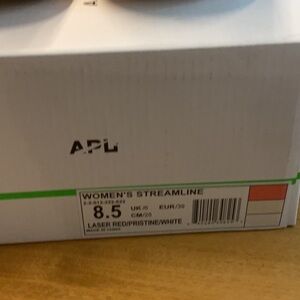 APL
WOMEN'S STREAMLINE
8.5 UK/6 EUR/39
CM/25
LASER RED/PRISTINE/WHITE